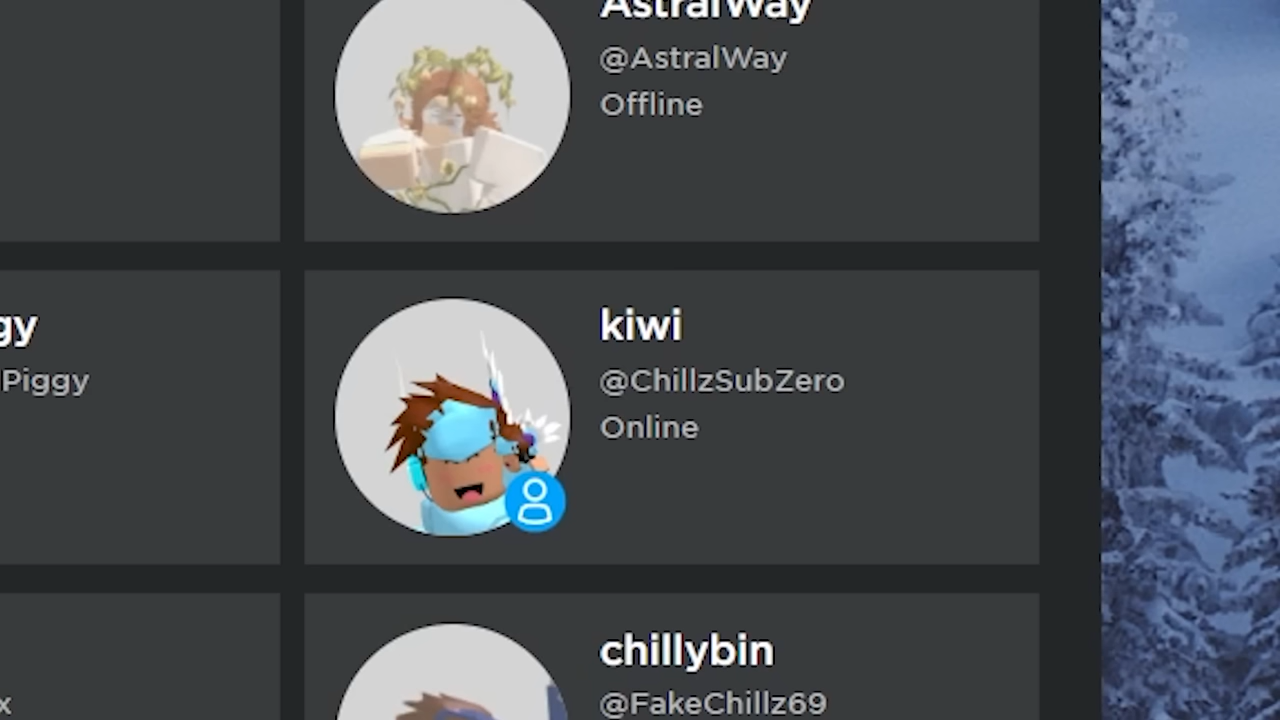 AstralWay
@AstralWay
Offline
gy
Piggy
kiwi
@ChillzSubZero
Online
x
chillybin
@FakeChillz69